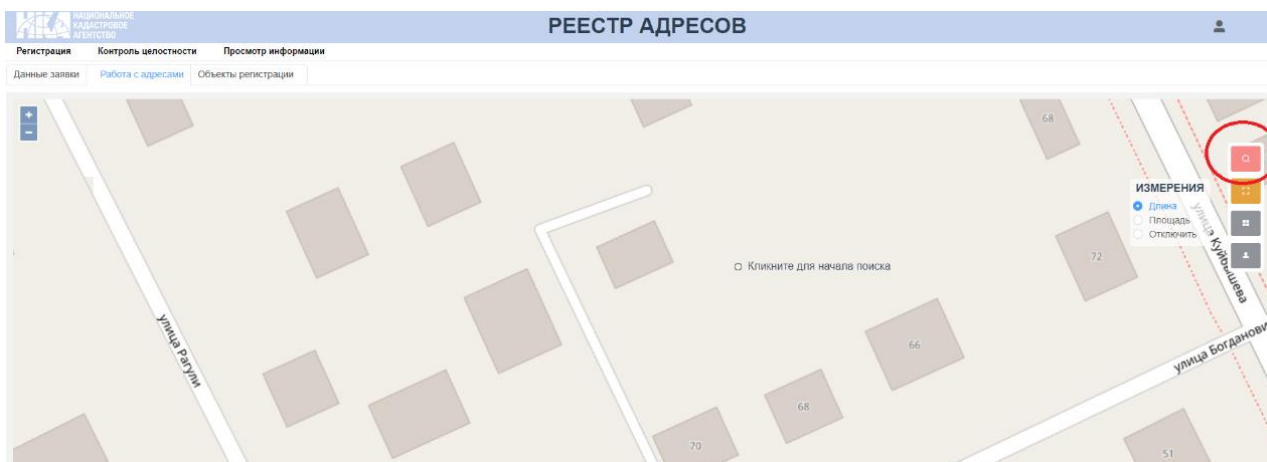 НКА
НАЦИОНАЛЬНОЕ
КАДАСТРОВОЕ
АГЕНТСТВО
РЕЕСТР АДРЕСОВ
Регистрация Контроль целостности Просмотр информации
Данные заявки Работа с адресами Объекты регистрации
+
−
68
ИЗМЕРЕНИЯ
Длина
Площадь
Отключить
улица Куйбышева
72
Кликните для начала поиска
улица Рагули
66
улица Богданови
68
70
51